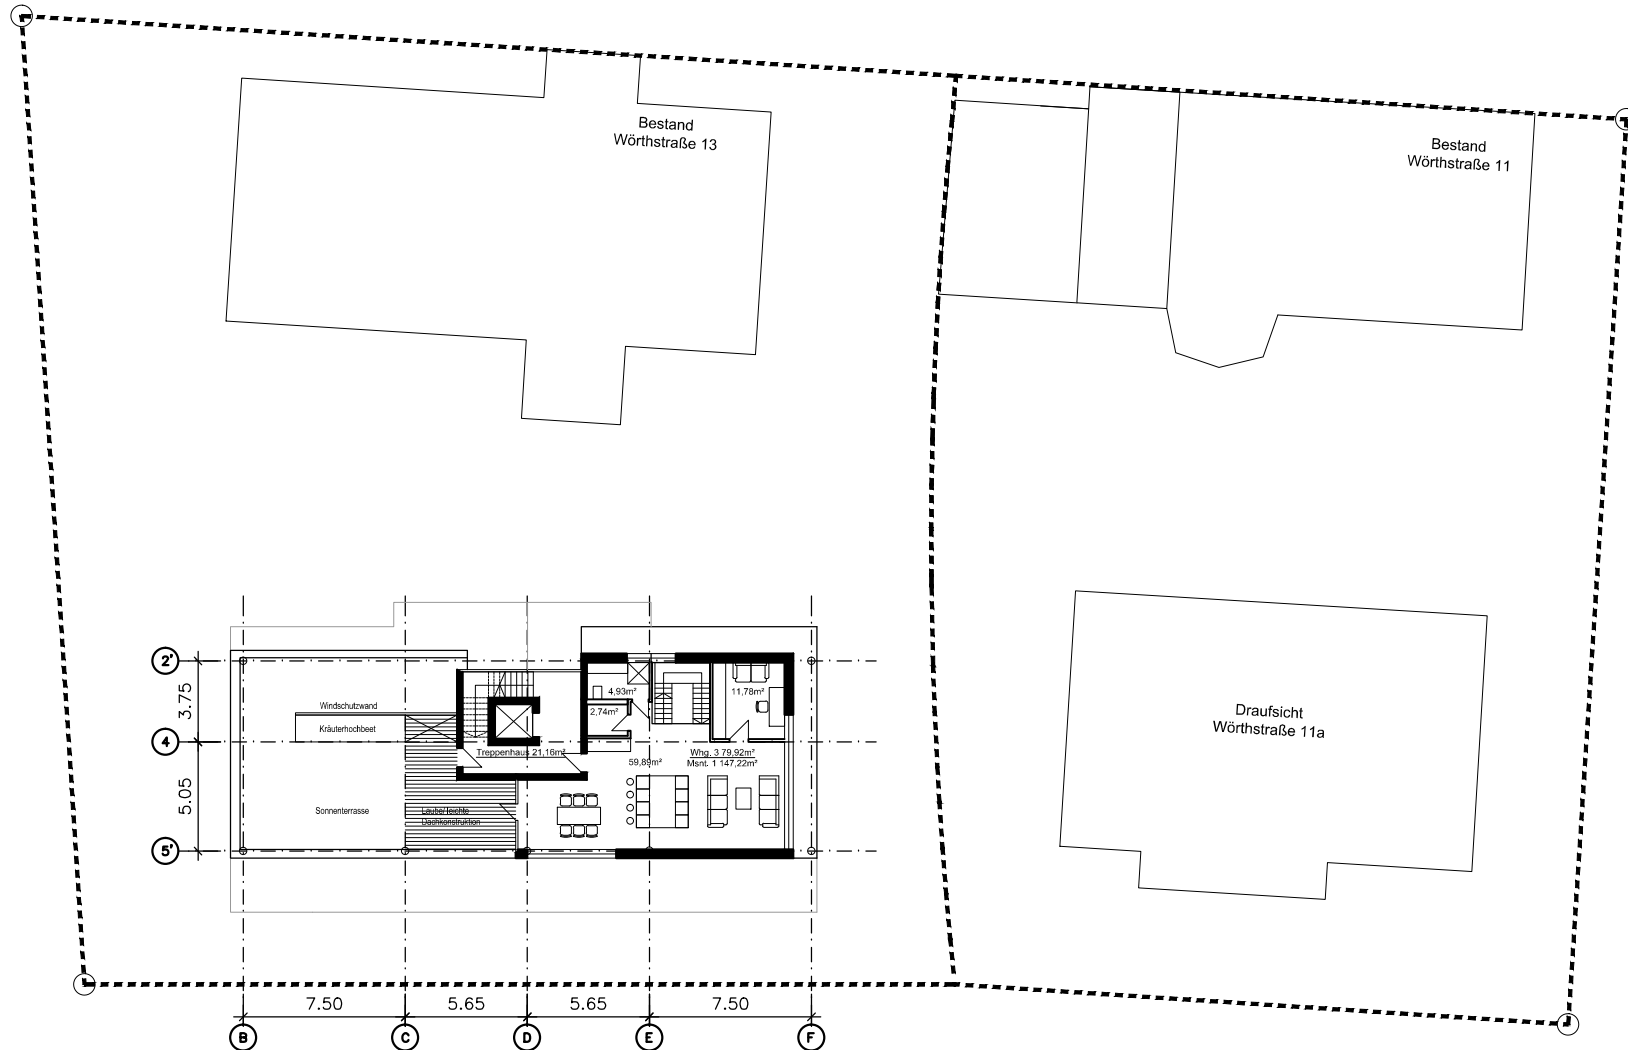 Bestand
Wörthstraße 13
Bestand
Wörthstraße 11
Draufsicht
Wörthstraße 11a
2'
3.75
4
5.05
5'
Windschutzwand
Kräuterhochbeet
Sonnenterrasse
Laube/ leichte
Dachkonstruktion
Treppenhaus 21,16m²
4,93m²
2,74m²
11,78m²
59,89m²
Whg. 3 79,92m²
Msnt. 1 147,22m²
7.50
5.65
5.65
7.50
B
C
D
E
F